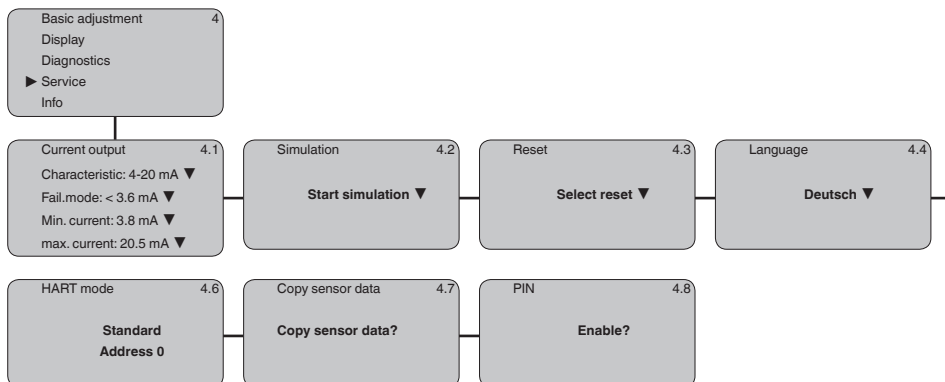 Basic adjustment 4
Display
Diagnostics
▶ Service
Info
Current output 4.1
Characteristic: 4-20 mA ▼
Fail.mode: < 3.6 mA ▼
Min. current: 3.8 mA ▼
max. current: 20.5 mA ▼
Simulation 4.2
Start simulation ▼
Reset 4.3
Select reset ▼
Language 4.4
Deutsch ▼
HART mode 4.6
Standard
Address 0
Copy sensor data 4.7
Copy sensor data?
PIN 4.8
Enable?